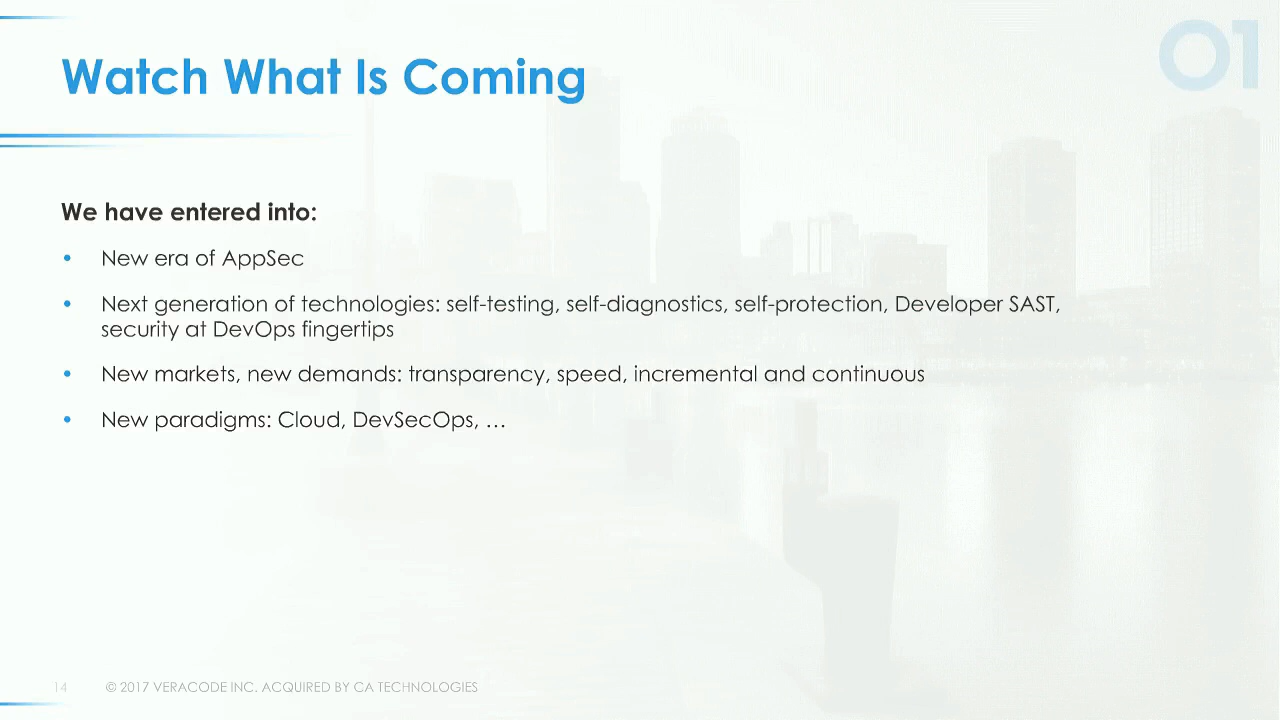 01
Watch What Is Coming
We have entered into:
• New era of AppSec
• Next generation of technologies: self-testing, self-diagnostics, self-protection, Developer SAST,
security at DevOps fingertips
• New markets, new demands: transparency, speed, incremental and continuous
• New paradigms: Cloud, DevSecOps, …
14 © 2017 VERACODE INC. ACQUIRED BY CA TECHNOLOGIES